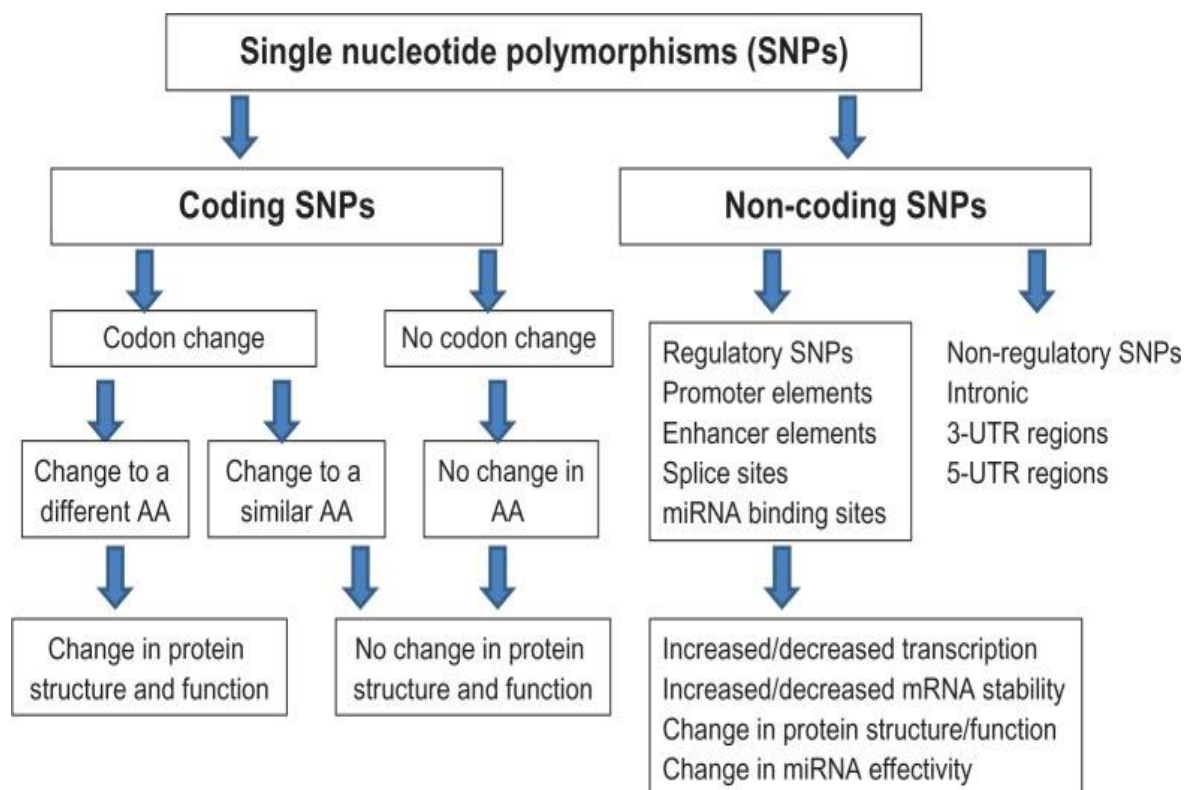 Single nucleotide polymorphisms (SNPs)
Coding SNPs
Non-coding SNPs
Codon change
No codon change
Change to a
different AA
Change to a
similar AA
No change in
AA
Change in protein
structure and function
No change in protein
structure and function
Regulatory SNPs
Promoter elements
Enhancer elements
Splice sites
miRNA binding sites
Non-regulatory SNPs
Intronic
3-UTR regions
5-UTR regions
Increased/decreased transcription
Increased/decreased mRNA stability
Change in protein structure/function
Change in miRNA effectivity